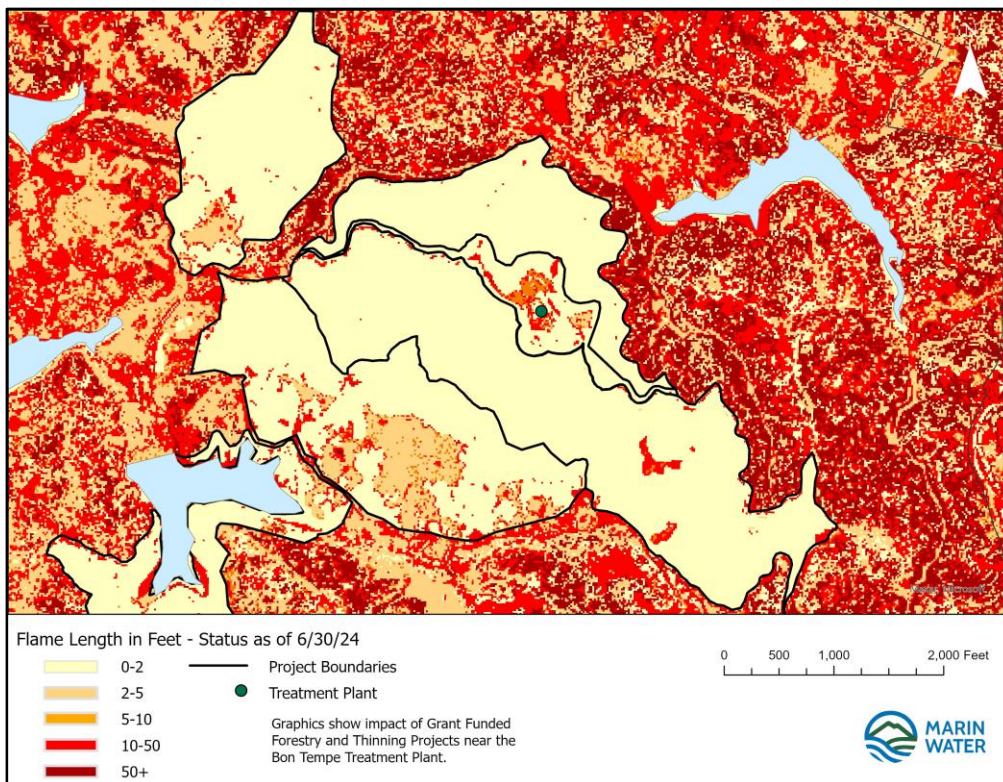 Flame Length in Feet - Status as of 6/30/24
0-2
2-5
5-10
10-50
50+
Project Boundaries
Treatment Plant
Graphics show impact of Grant Funded
Forestry and Thinning Projects near the
Bon Tempe Treatment Plant.
0 500 1,000 2,000 Feet
MARIN
WATER